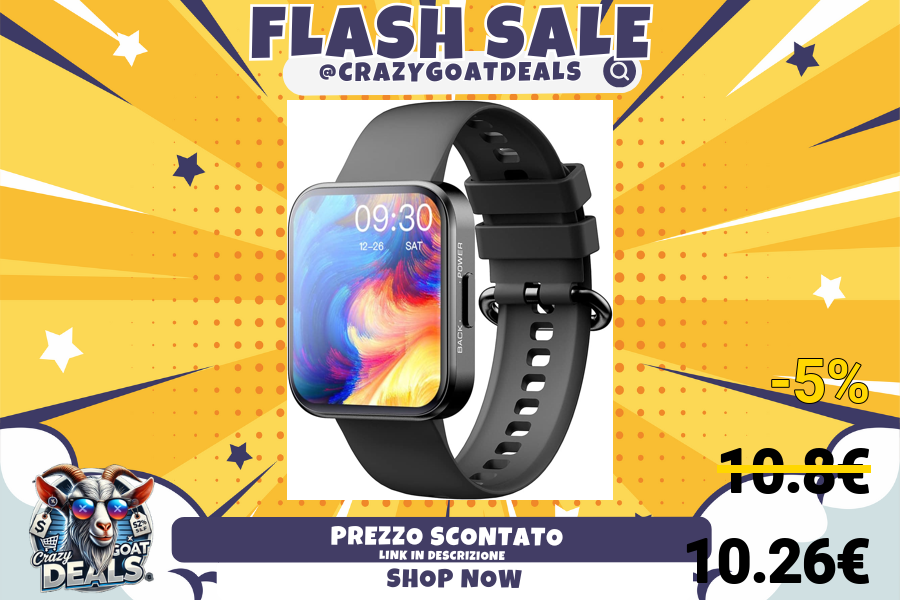 FLASH SALE
@CRAZYGOATDEALS
09:30
12-26 SAT
POWER
BACK
-5%
10.8€
10.26€
PREZZO SCONTATO
LINK IN DESCRIZIONE
SHOP NOW
$
52%
Crazy
GOAT
DEALS